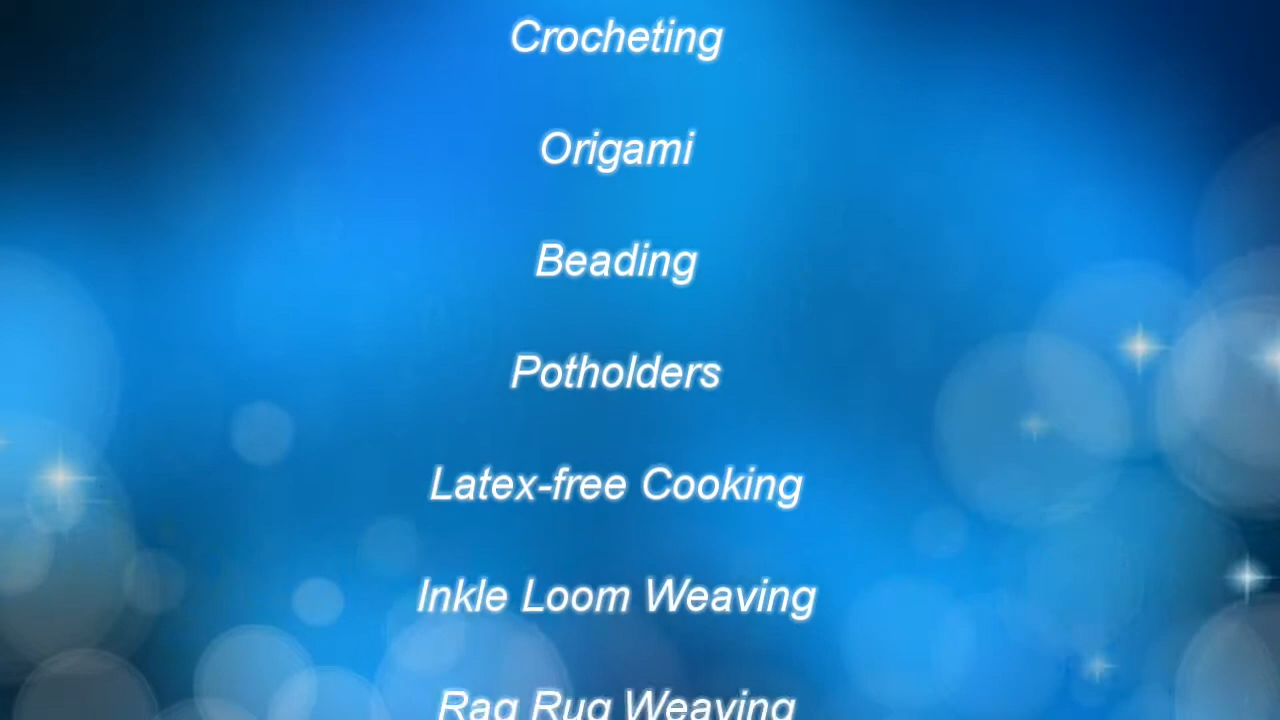 Crocheting
Origami
Beading
Potholders
Latex-free Cooking
Inkle Loom Weaving
Rag Rug Weaving